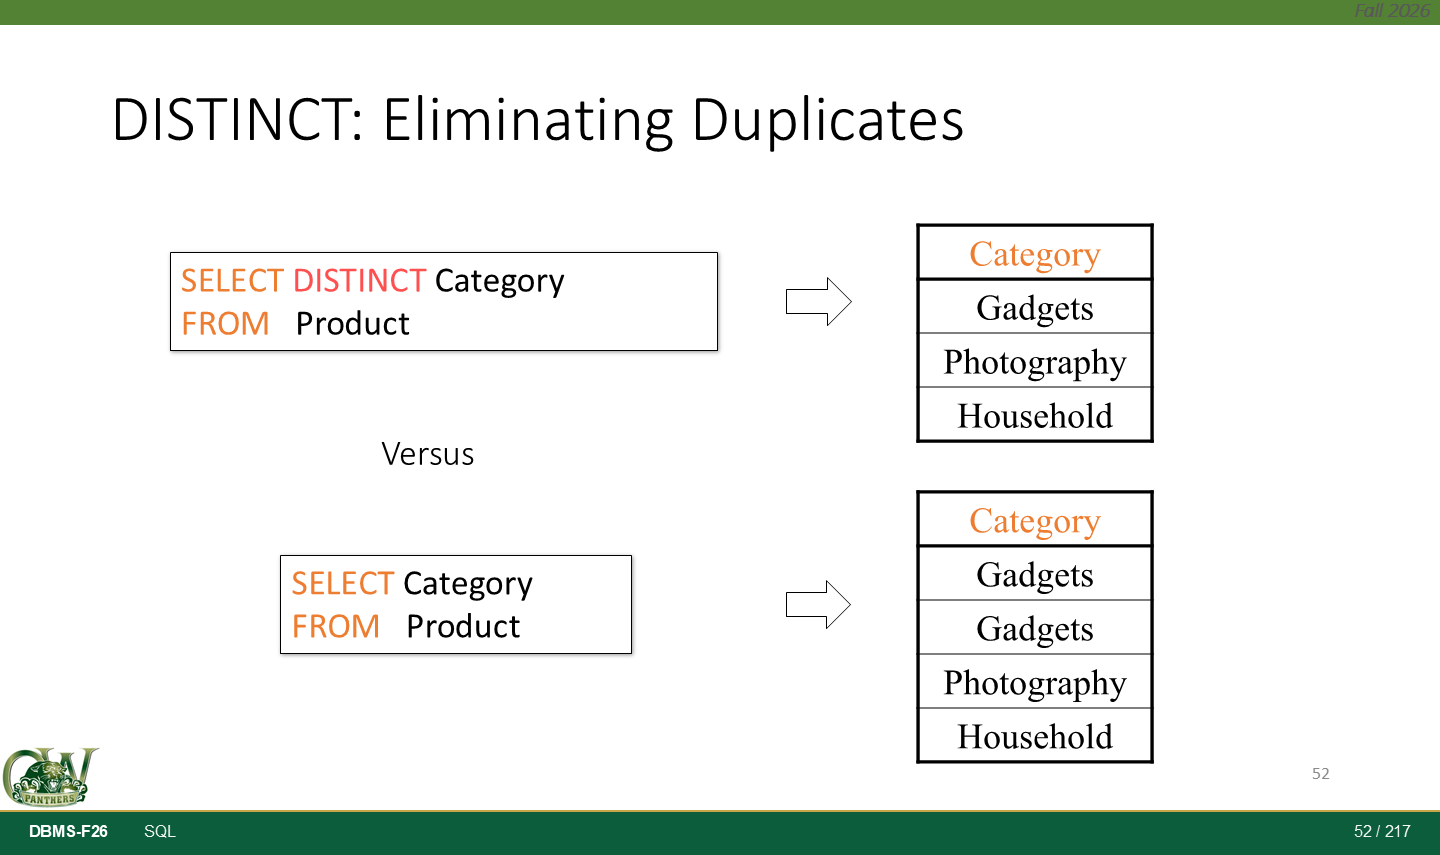 Fall 2026
DISTINCT: Eliminating Duplicates
SELECT DISTINCT Category
FROM Product
Category
Gadgets
Photography
Household
Versus
SELECT Category
FROM Product
Category
Gadgets
Gadgets
Photography
Household
52
OW
PANTHERS
DBMS-F26 SQL 52 / 217